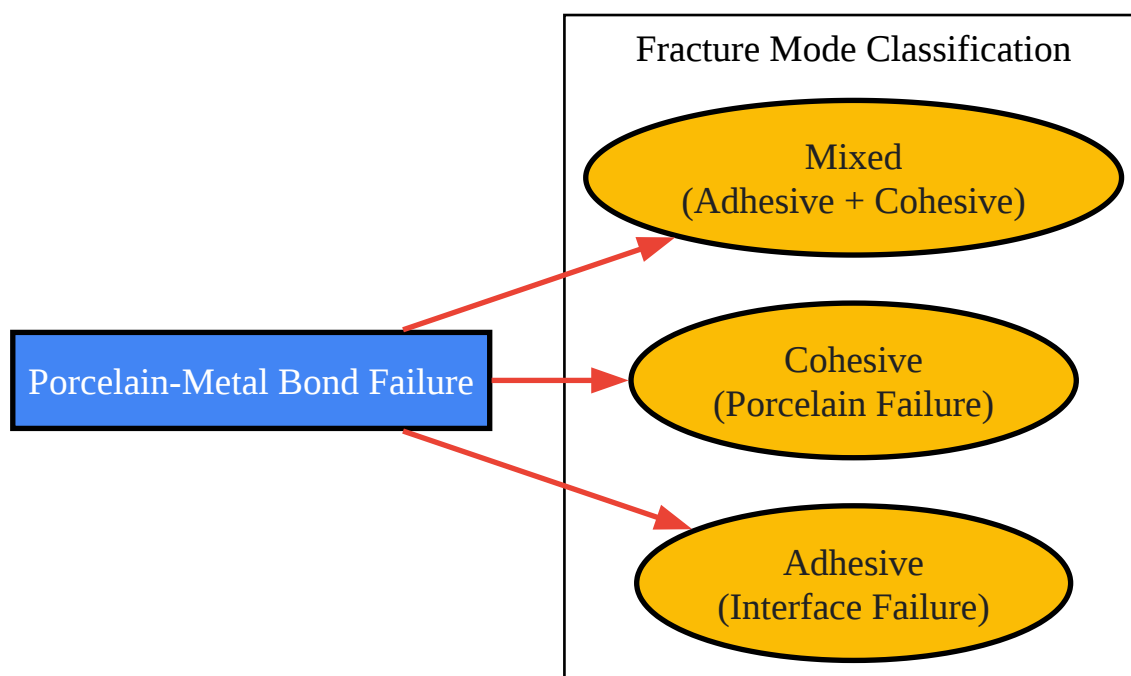 Fracture Mode Classification
Mixed
(Adhesive + Cohesive)
Porcelain-Metal Bond Failure
Cohesive
(Porcelain Failure)
Adhesive
(Interface Failure)